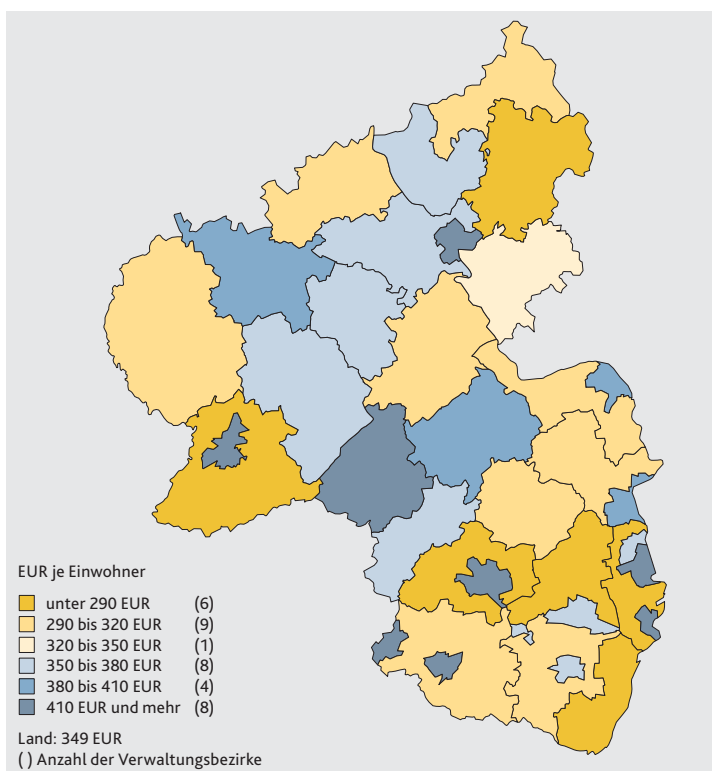 EUR je Einwohner
unter 290 EUR (6)
290 bis 320 EUR (9)
320 bis 350 EUR (1)
350 bis 380 EUR (8)
380 bis 410 EUR (4)
410 EUR und mehr (8)
Land: 349 EUR
( ) Anzahl der Verwaltungsbezirke